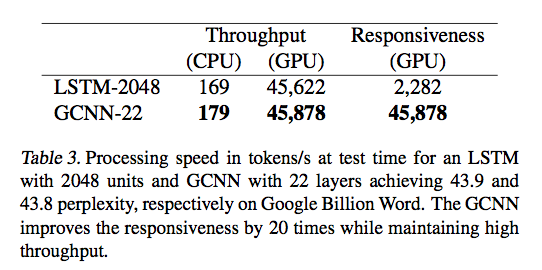 Throughput Responsiveness
(CPU) (GPU) (GPU)
LSTM-2048 169 45,622 2,282
GCNN-22 179 45,878 45,878
Table 3. Processing speed in tokens/s at test time for an LSTM
with 2048 units and GCNN with 22 layers achieving 43.9 and
43.8 perplexity, respectively on Google Billion Word. The GCNN
improves the responsiveness by 20 times while maintaining high
throughput.